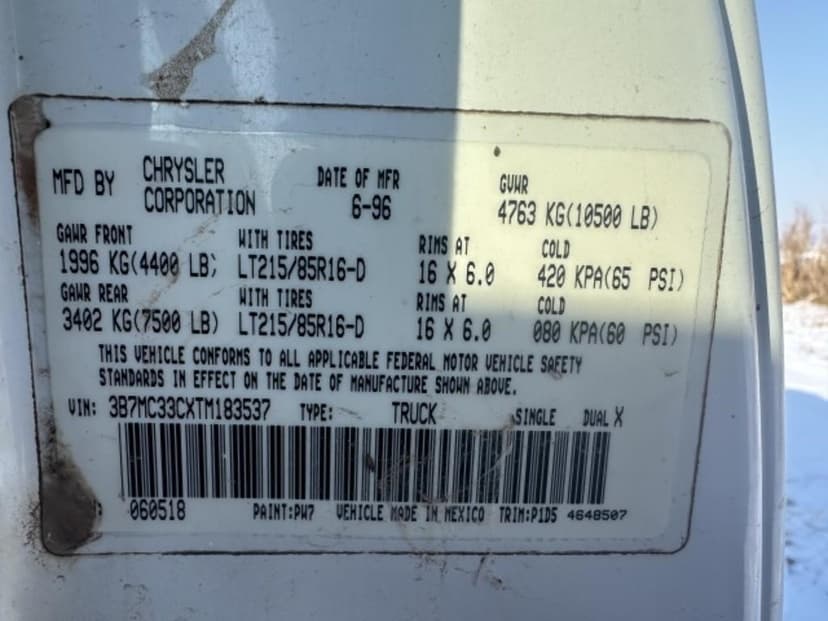 MFD BY CHRYSLER CORPORATION DATE OF MFR 6-96 GVWR 4763 KG(10500 LB)
GAWR FRONT WITH TIRES RIMS AT COLD
1996 KG(4400 LB) LT215/85R16-D 16 X 6.0 420 KPA(65 PSI)
GAWR REAR WITH TIRES RIMS AT COLD
3402 KG(7500 LB) LT215/85R16-D 16 X 6.0 080 KPA(60 PSI)
THIS VEHICLE CONFORMS TO ALL APPLICABLE FEDERAL MOTOR VEHICLE SAFETY
STANDARDS IN EFFECT ON THE DATE OF MANUFACTURE SHOWN ABOVE.
VIN: 3B7MC33CXTM183537 TYPE: TRUCK SINGLE DUAL X
060518 PAINT:PW7 VEHICLE MADE IN MEXICO TRIM:P1D5 4648507